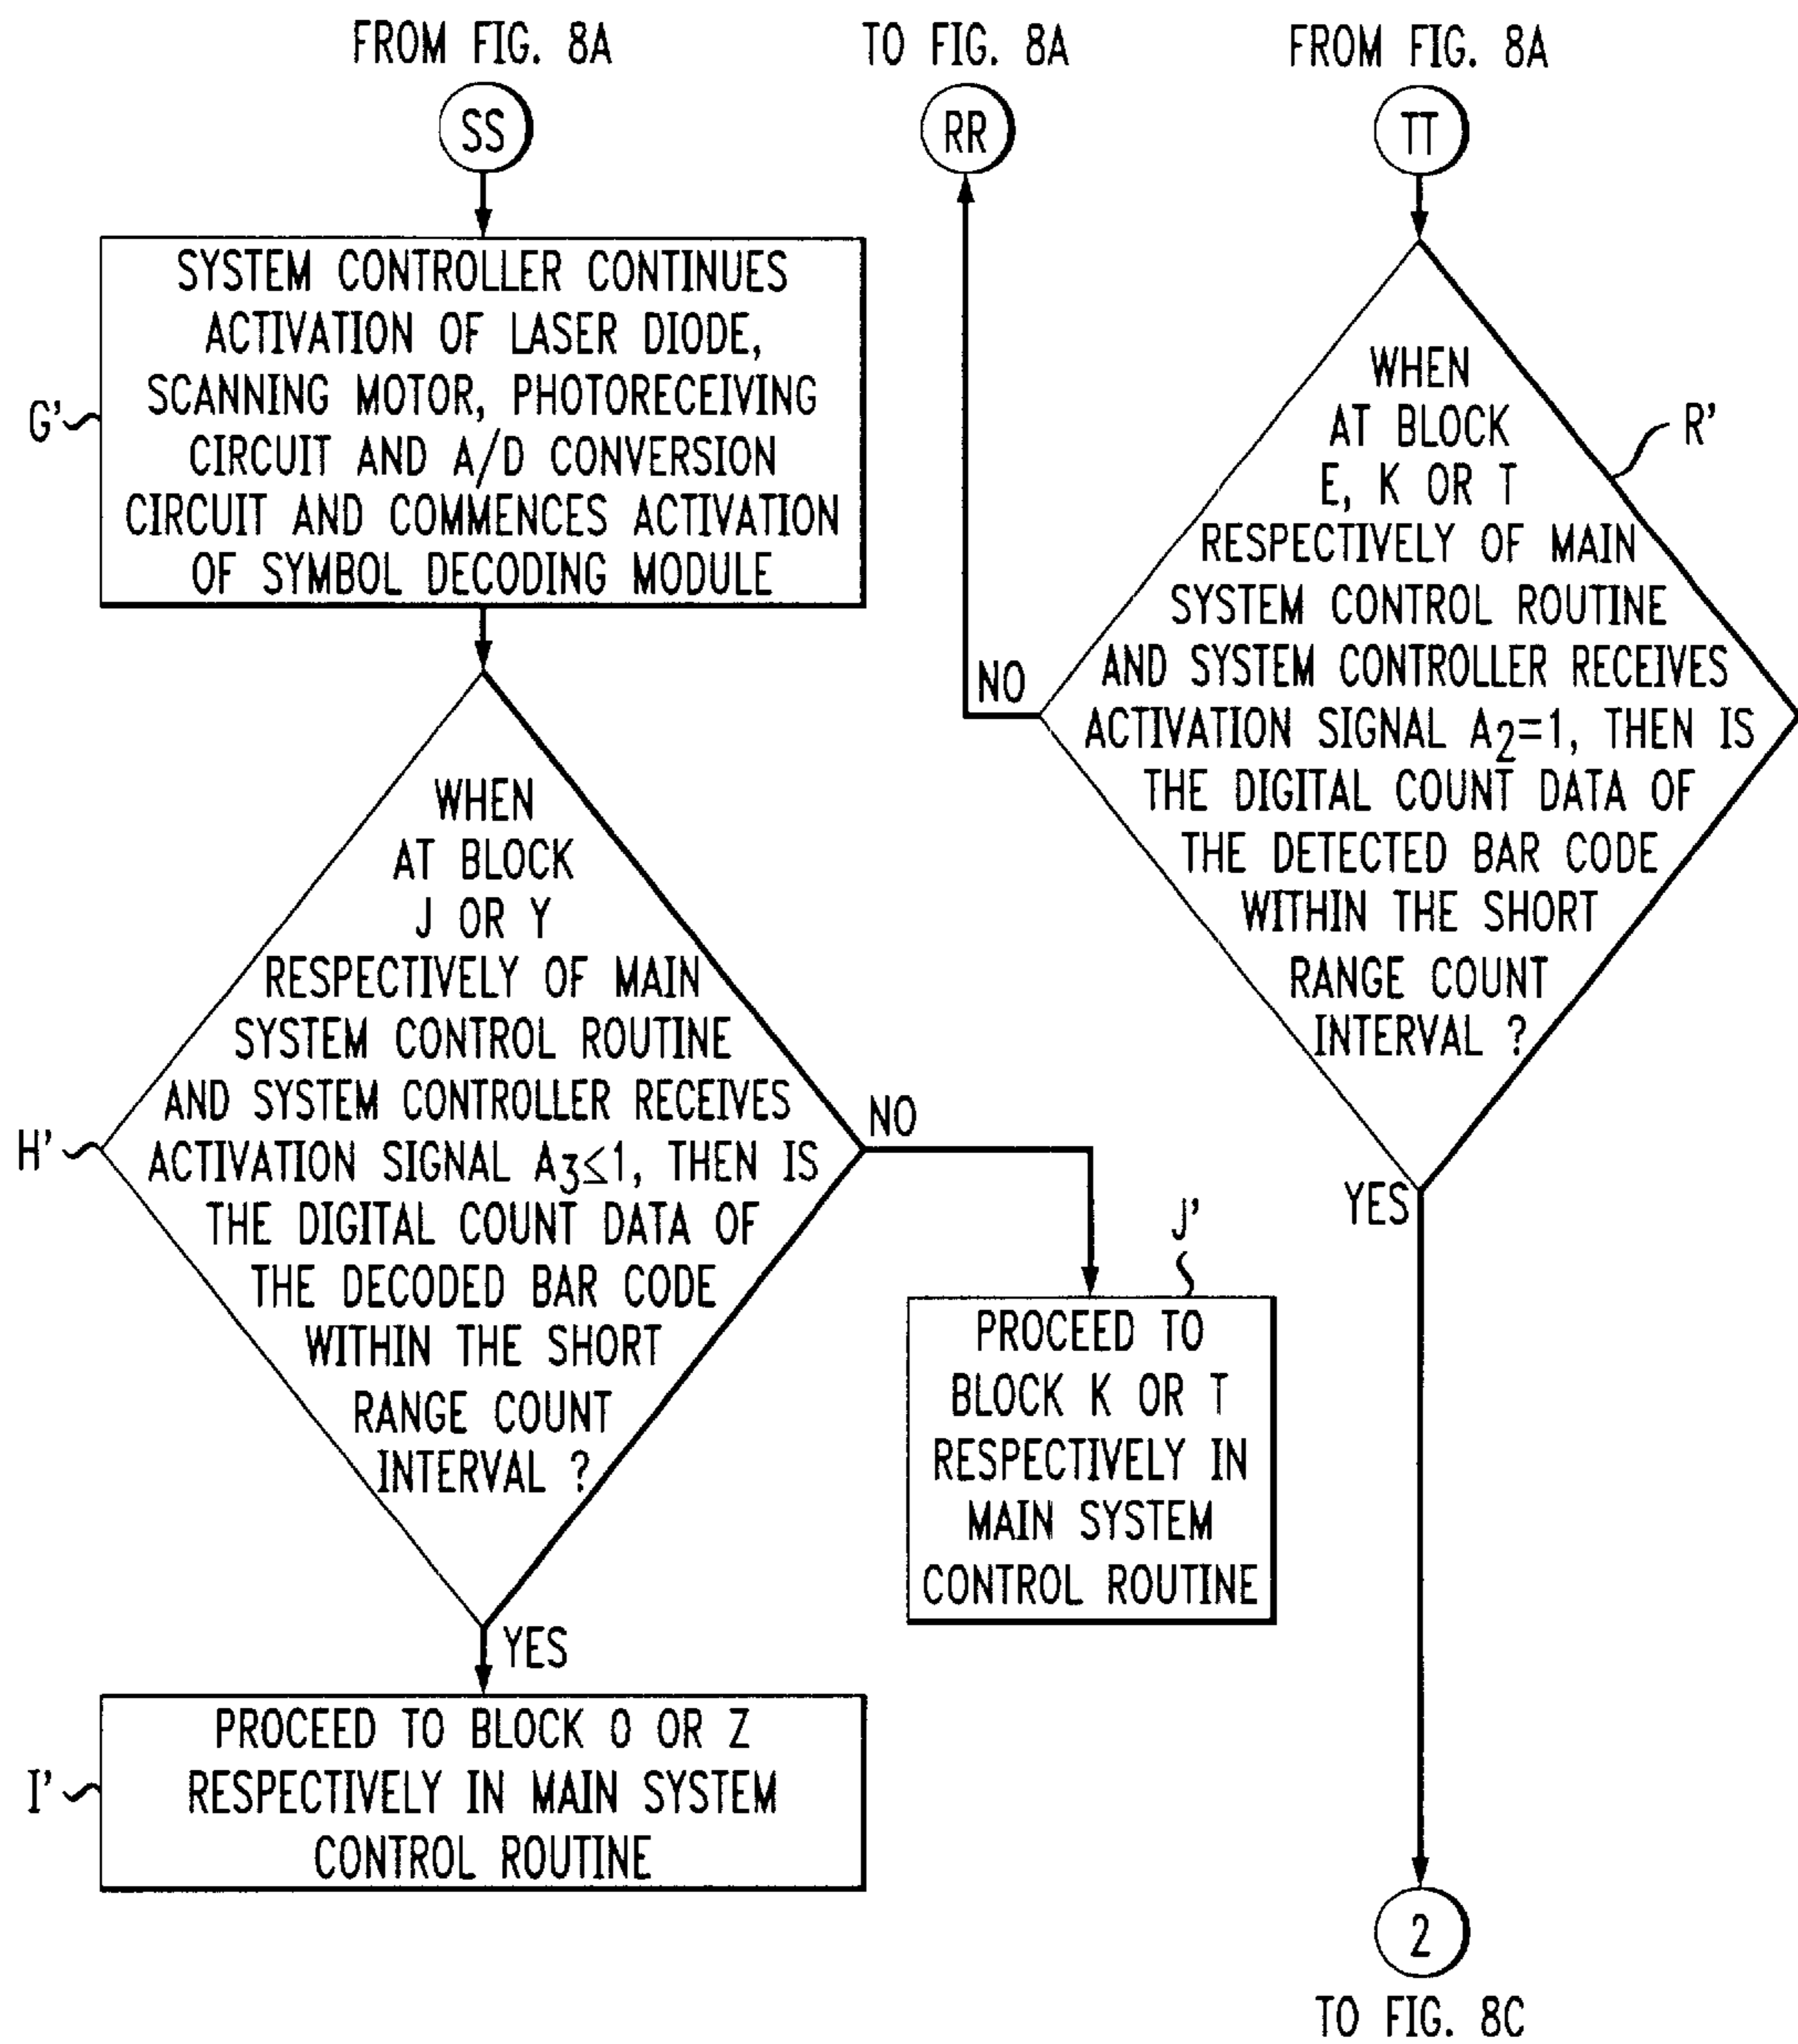 FROM FIG. 8A
SS
G'
SYSTEM CONTROLLER CONTINUES
ACTIVATION OF LASER DIODE,
SCANNING MOTOR, PHOTORECEIVING
CIRCUIT AND A/D CONVERSION
CIRCUIT AND COMMENCES ACTIVATION
OF SYMBOL DECODING MODULE
H'
WHEN
AT BLOCK
J OR Y
RESPECTIVELY OF MAIN
SYSTEM CONTROL ROUTINE
AND SYSTEM CONTROLLER RECEIVES
ACTIVATION SIGNAL A3≤1, THEN IS
THE DIGITAL COUNT DATA OF
THE DECODED BAR CODE
WITHIN THE SHORT
RANGE COUNT
INTERVAL ?
NO
YES
J'
PROCEED TO
BLOCK K OR T
RESPECTIVELY IN
MAIN SYSTEM
CONTROL ROUTINE
I'
PROCEED TO BLOCK O OR Z
RESPECTIVELY IN MAIN SYSTEM
CONTROL ROUTINE
TO FIG. 8A
RR
FROM FIG. 8A
TT
R'
WHEN
AT BLOCK
E, K OR T
RESPECTIVELY OF MAIN
SYSTEM CONTROL ROUTINE
AND SYSTEM CONTROLLER RECEIVES
ACTIVATION SIGNAL A2=1, THEN IS
THE DIGITAL COUNT DATA OF
THE DETECTED BAR CODE
WITHIN THE SHORT
RANGE COUNT
INTERVAL ?
NO
YES
2
TO FIG. 8C